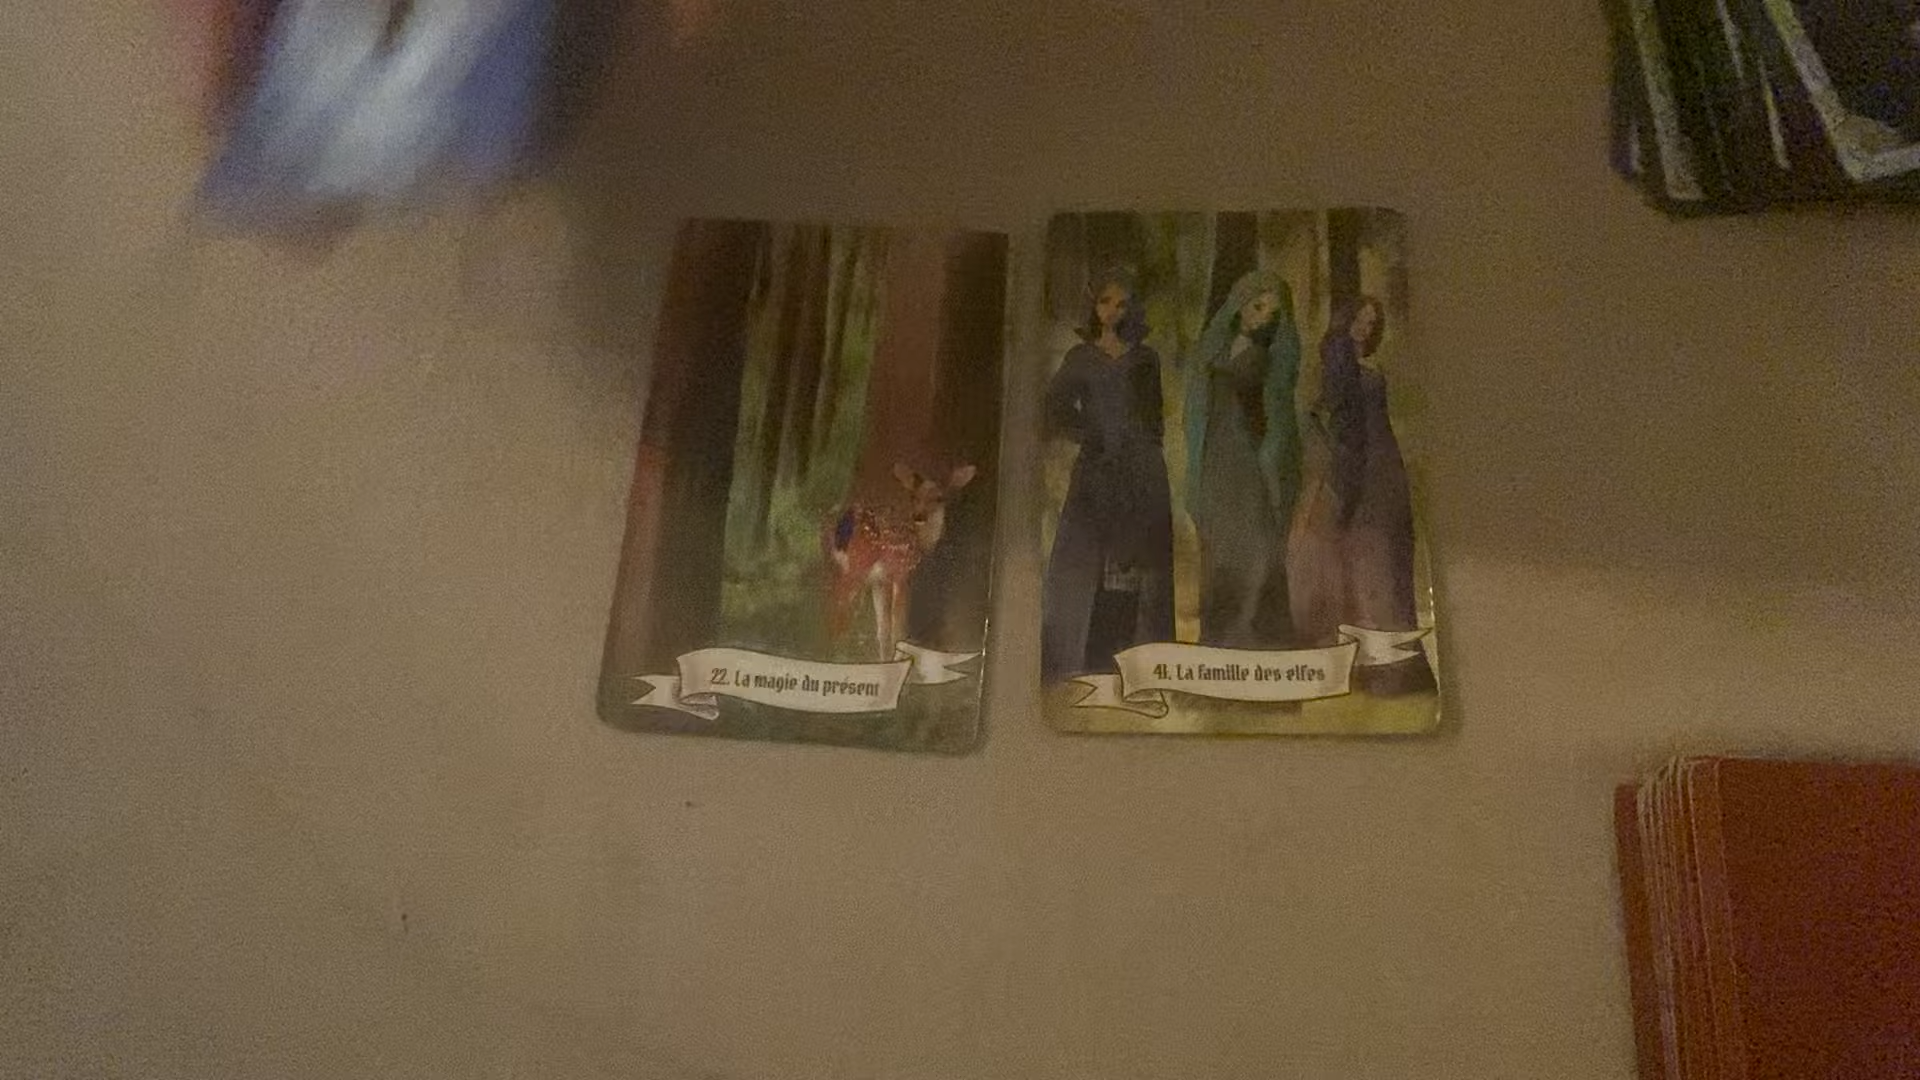 22. La magie du présent
41. La famille des elfes